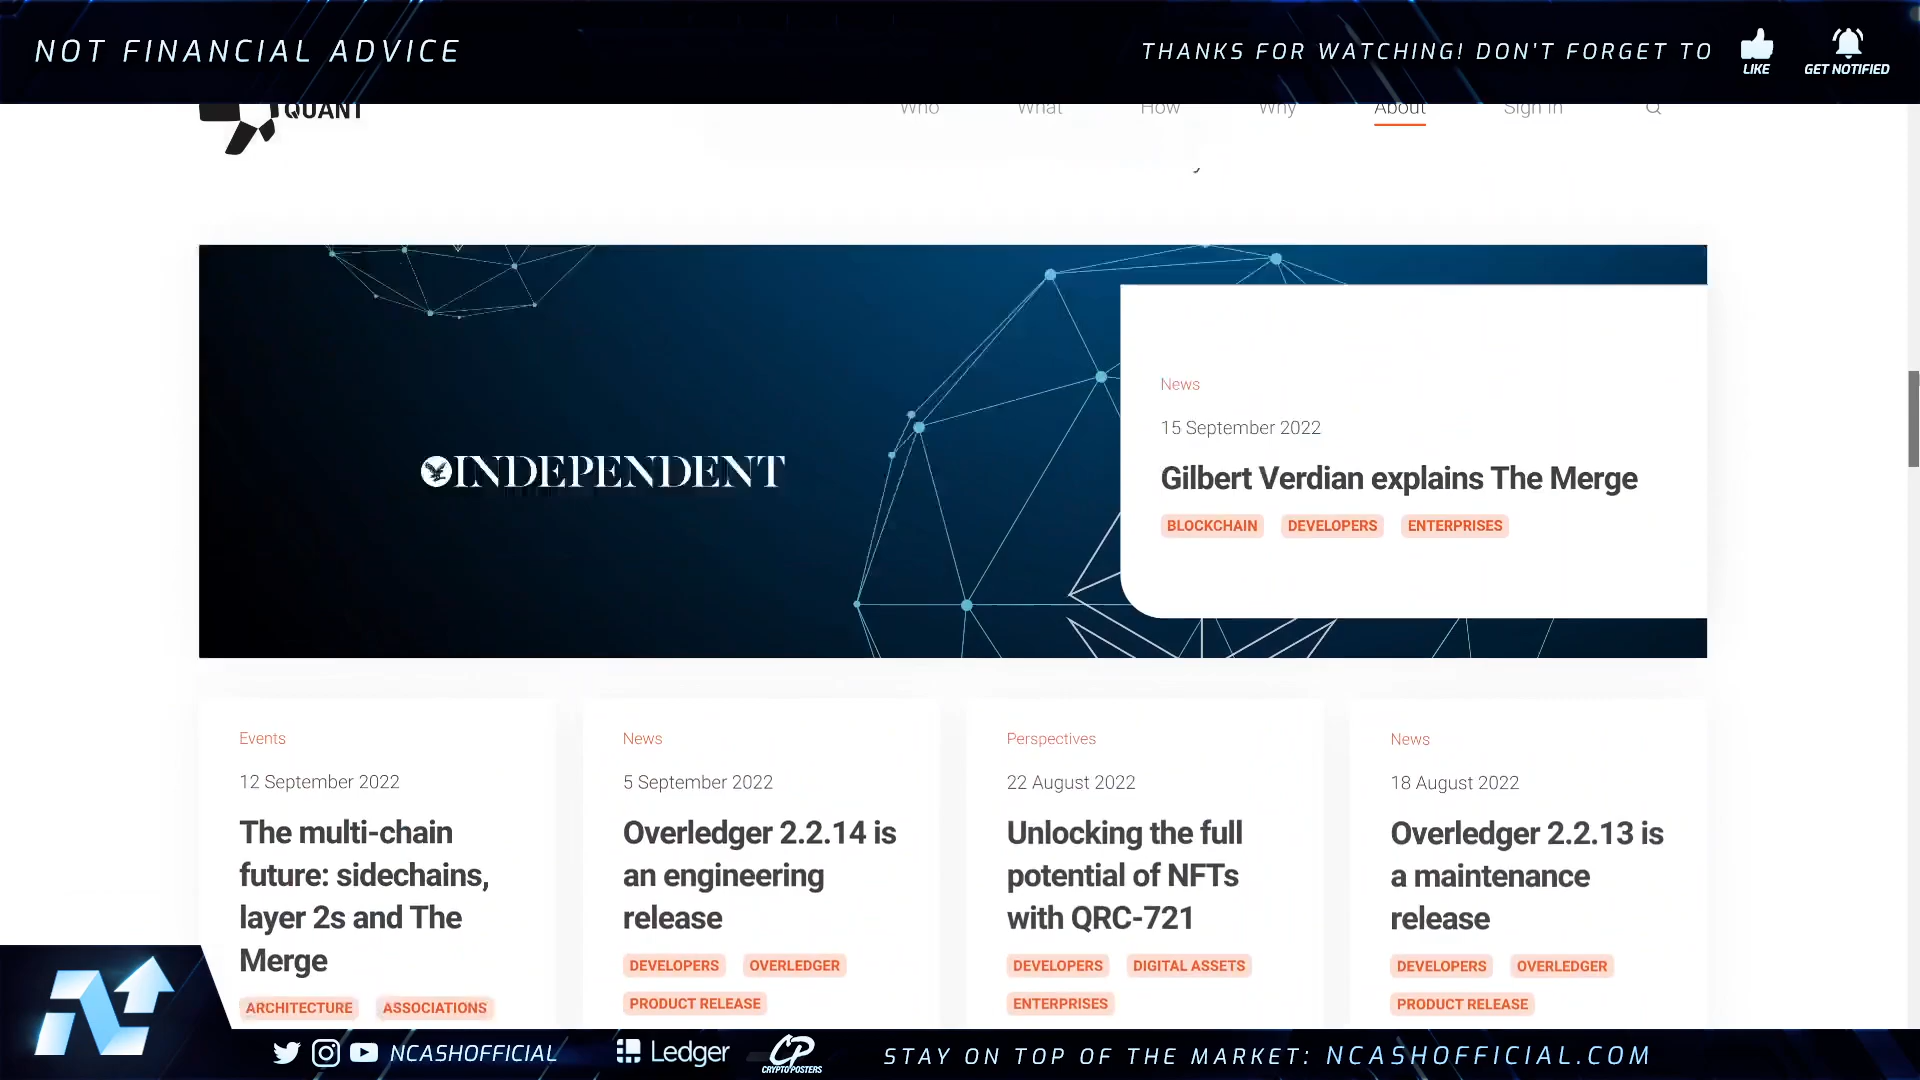 NOT FINANCIAL ADVICE
THANKS FOR WATCHING! DON'T FORGET TO
LIKE
GET NOTIFIED
QUANT
Who What How Why About Sign In
INDEPENDENT
News
15 September 2022
Gilbert Verdian explains The Merge
BLOCKCHAIN DEVELOPERS ENTERPRISES
Events
12 September 2022
The multi-chain
future: sidechains,
layer 2s and The
Merge
ARCHITECTURE ASSOCIATIONS
News
5 September 2022
Overledger 2.2.14 is
an engineering
release
DEVELOPERS OVERLEDGER
PRODUCT RELEASE
Perspectives
22 August 2022
Unlocking the full
potential of NFTs
with QRC-721
DEVELOPERS DIGITAL ASSETS
ENTERPRISES
News
18 August 2022
Overledger 2.2.13 is
a maintenance
release
DEVELOPERS OVERLEDGER
PRODUCT RELEASE
NCASHOFFICIAL
Ledger
CP
CRYPTOPOSTERS
STAY ON TOP OF THE MARKET: NCASHOFFICIAL.COM